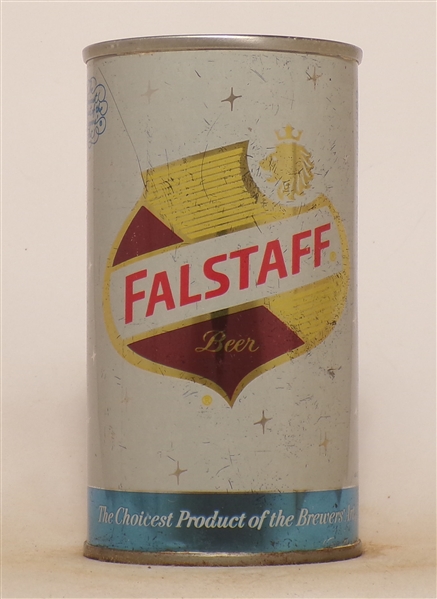 FALSTAFF
Beer
The Choicest Product of the Brewers'